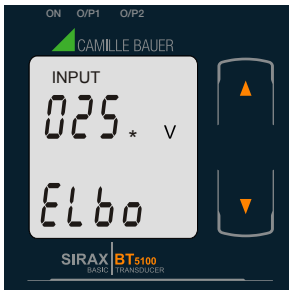 ON O/P1 O/P2
CAMILLE BAUER
INPUT
025.* V
ELbo
SIRAX BT5100
BASIC TRANSDUCER